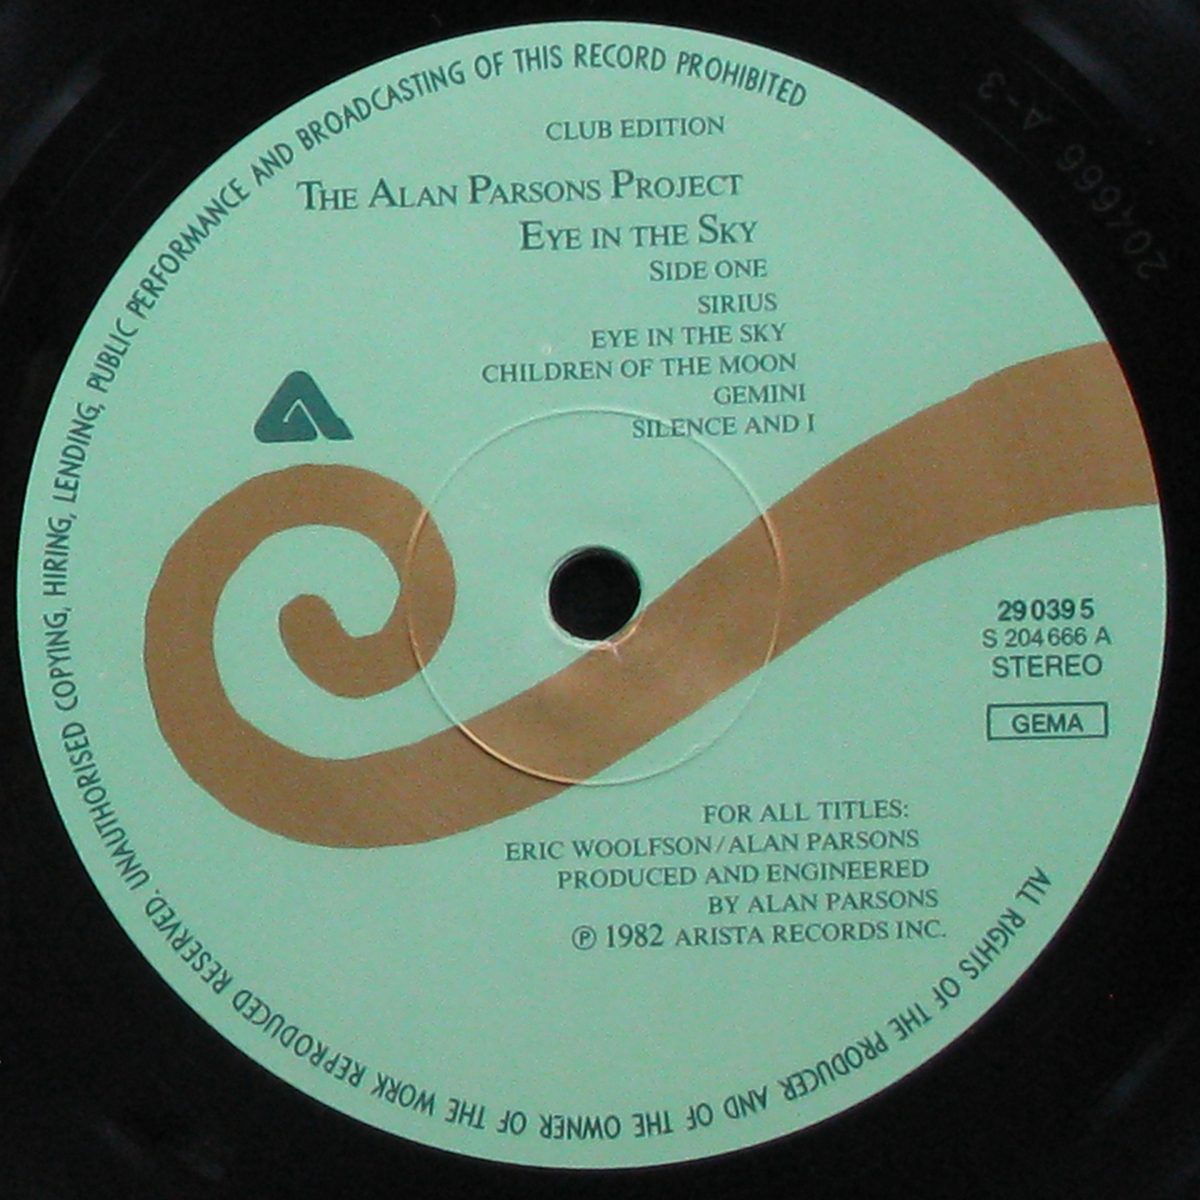 ALL RIGHTS OF THE PRODUCER AND OF THE OWNER OF THE WORK REPRODUCED RESERVED. UNAUTHORISED COPYING, HIRING, LENDING, PUBLIC PERFORMANCE AND BROADCASTING OF THIS RECORD PROHIBITED
CLUB EDITION
THE ALAN PARSONS PROJECT
EYE IN THE SKY
SIDE ONE
SIRIUS
EYE IN THE SKY
CHILDREN OF THE MOON
GEMINI
SILENCE AND I
29 039 5
S 204 666 A
STEREO
GEMA
FOR ALL TITLES:
ERIC WOOLFSON/ALAN PARSONS
PRODUCED AND ENGINEERED
BY ALAN PARSONS
℗ 1982 ARISTA RECORDS INC.
204666 A-3